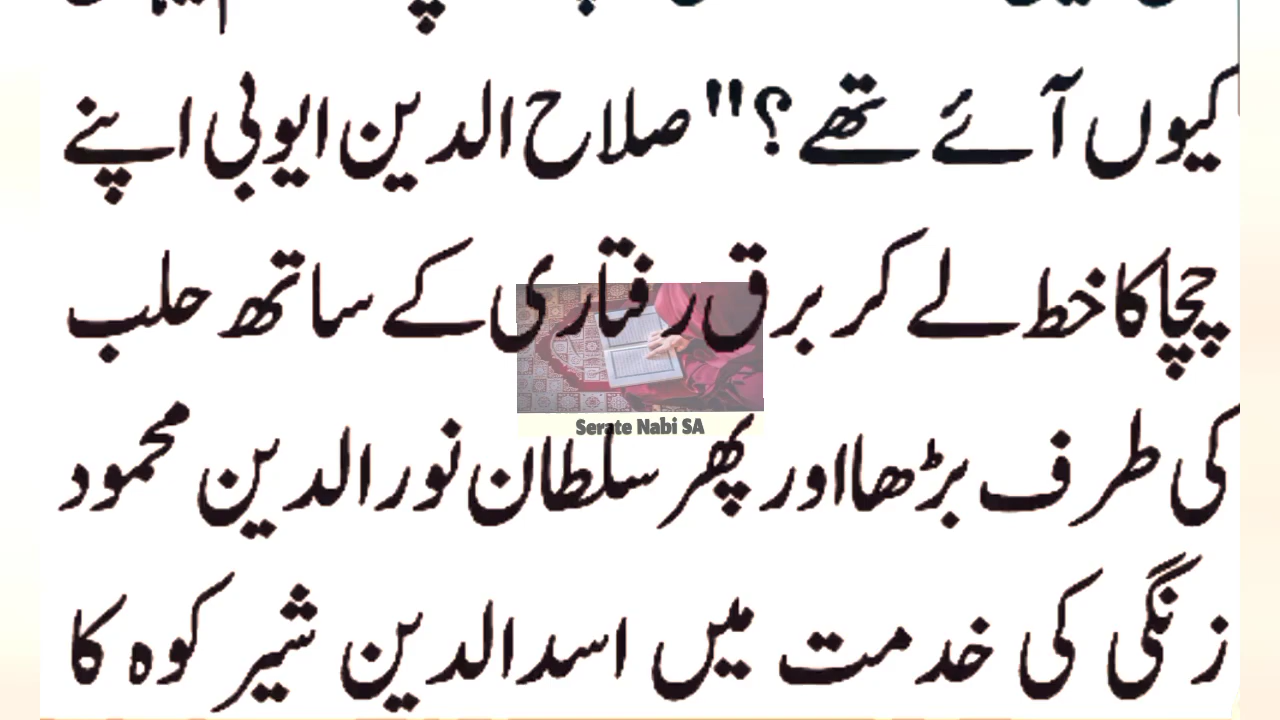 کیوں آئے تھے؟" صلاح الدین ایوبی اپنے
چچا کا خط لے کر برق رفتاری کے ساتھ حلب
Serate Nabi SA
کی طرف بڑھا اور پھر سلطان نور الدین محمود
زنگی کی خدمت میں اسد الدین شیر کوہ کا